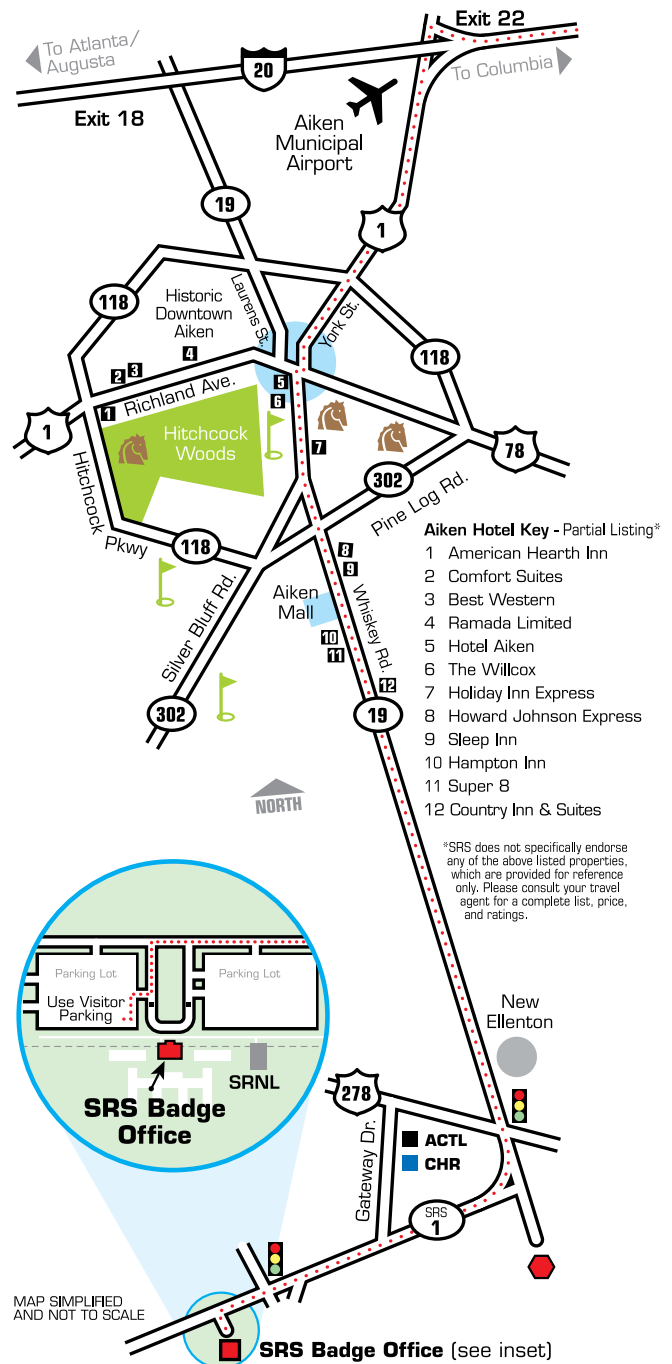 Exit 22
To Atlanta/
Augusta
20
To Columbia
Exit 18
Aiken
Municipal
Airport
19
1
118
Historic
Downtown
Aiken
Laurens St.
York St.
118
4
2
3
Richland Ave.
5
6
1
7
1
Hitchcock
Woods
78
302
Pine Log Rd.
Hitchcock Pkwy
118
8
9
Silver Bluff Rd.
Aiken
Mall
Whiskey Rd.
10
11
12
302
19
Aiken Hotel Key - Partial Listing*
1 American Hearth Inn
2 Comfort Suites
3 Best Western
4 Ramada Limited
5 Hotel Aiken
6 The Willcox
7 Holiday Inn Express
8 Howard Johnson Express
9 Sleep Inn
10 Hampton Inn
11 Super 8
12 Country Inn & Suites
*SRS does not specifically endorse
any of the above listed properties,
which are provided for reference
only. Please consult your travel
agent for a complete list, price,
and ratings.
NORTH
Parking Lot
Parking Lot
Use Visitor
Parking
SRNL
SRS Badge
Office
New
Ellenton
278
Gateway Dr.
ACTL
CHR
SRS
1
MAP SIMPLIFIED
AND NOT TO SCALE
SRS Badge Office (see inset)